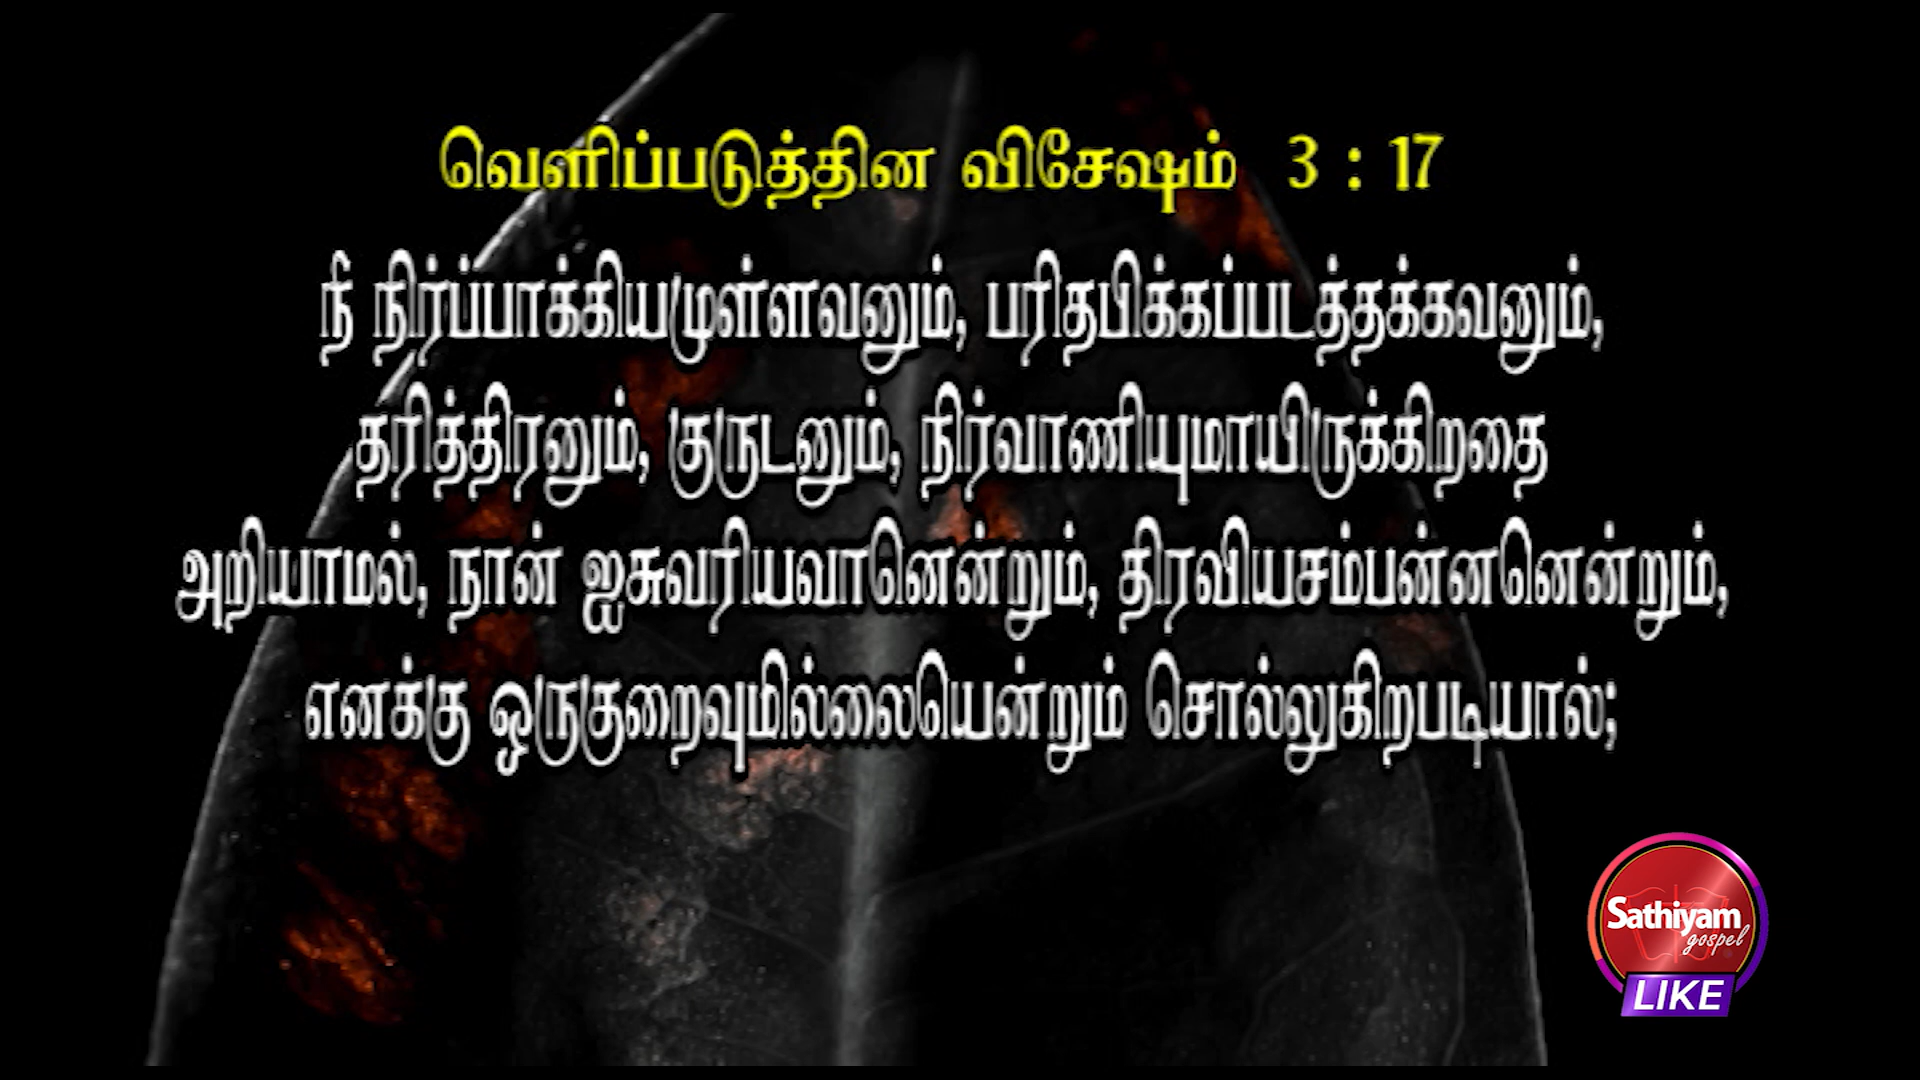 வெளிப்படுத்தின விசேஷம் 3 : 17
நீ நிர்ப்பாக்கியமுள்ளவனும், பரிதபிக்கப்படத்தக்கவனும்,
தரித்திரனும், குருடனும், நிர்வாணியுமாயிருக்கிறதை
அறியாமல், நான் ஐசுவரியவானென்றும், திரவியசம்பன்னனென்றும்,
எனக்கு ஒருகுறைவுமில்லையென்றும் சொல்லுகிறபடியால்;
Sathiyam
gospel
LIKE